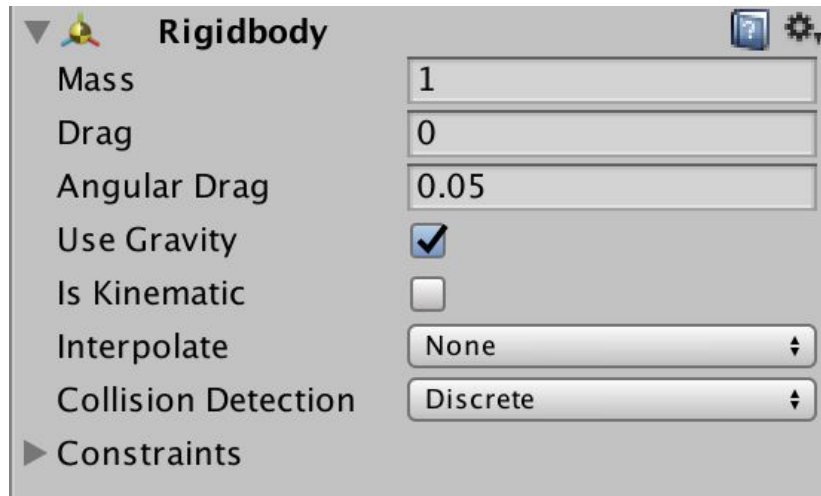 Rigidbody
Mass 1
Drag 0
Angular Drag 0.05
Use Gravity
Is Kinematic
Interpolate None
Collision Detection Discrete
Constraints